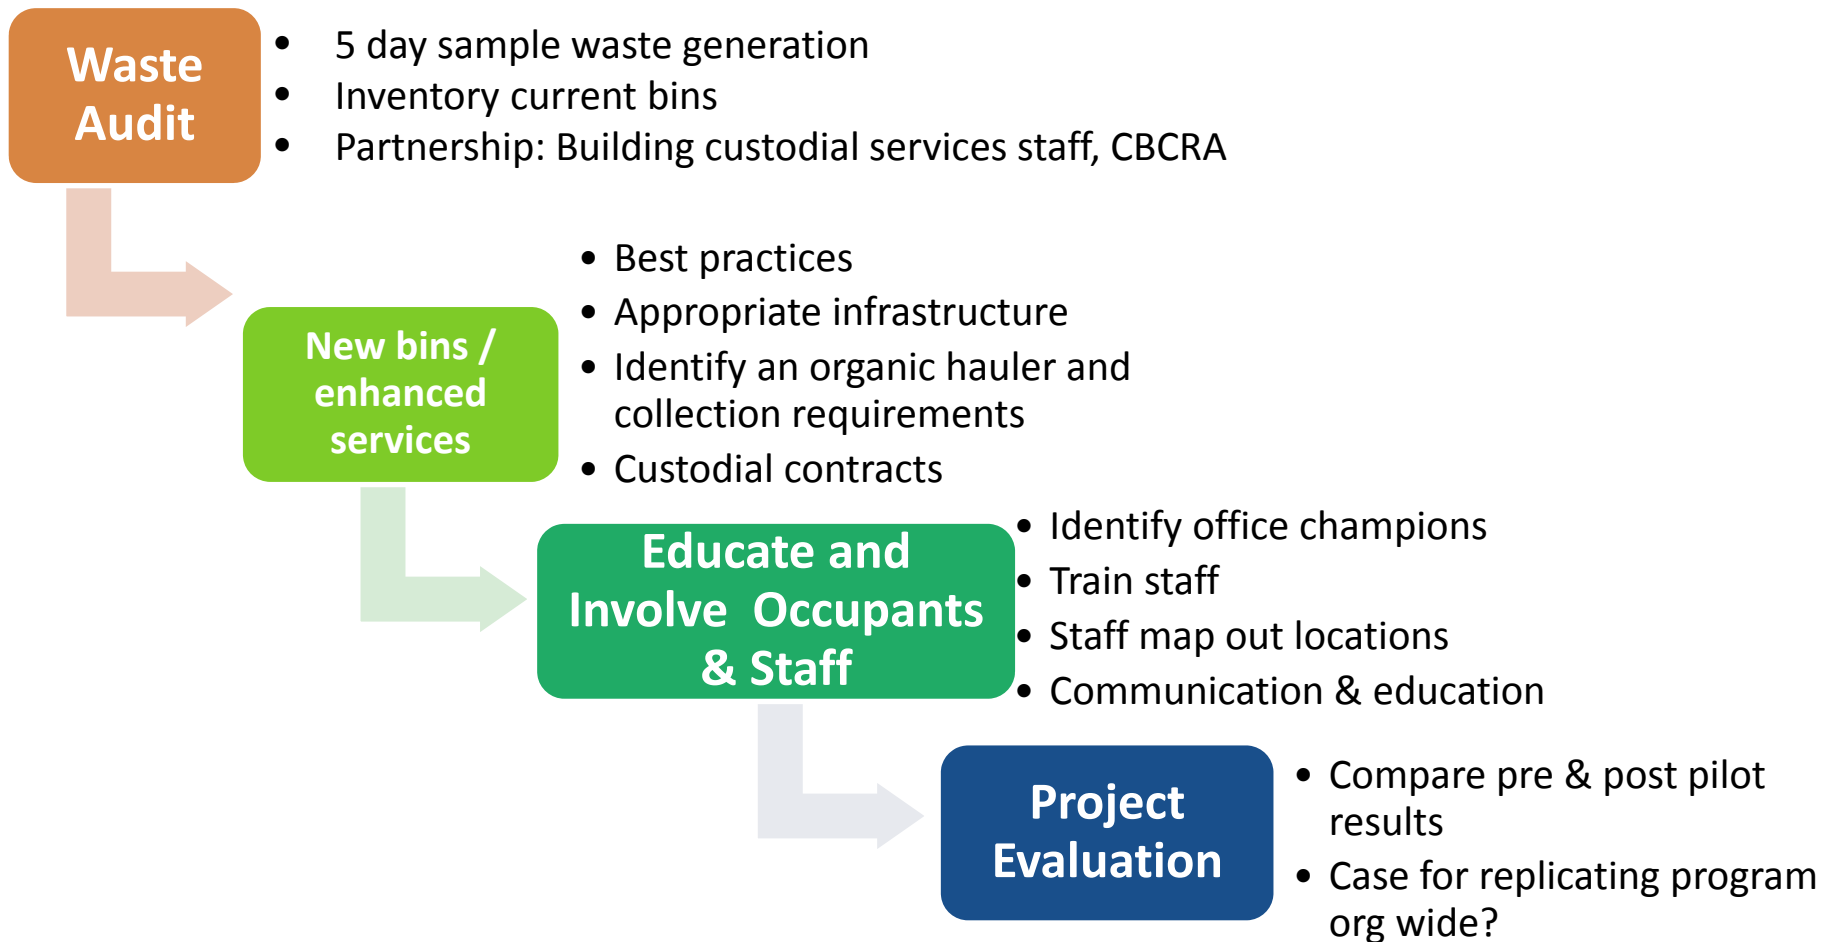 Waste
Audit
• 5 day sample waste generation
• Inventory current bins
• Partnership: Building custodial services staff, CBCRA
New bins /
enhanced
services
• Best practices
• Appropriate infrastructure
• Identify an organic hauler and
collection requirements
• Custodial contracts
Educate and
Involve Occupants
& Staff
• Identify office champions
• Train staff
• Staff map out locations
• Communication & education
Project
Evaluation
• Compare pre & post pilot
results
• Case for replicating program
org wide?